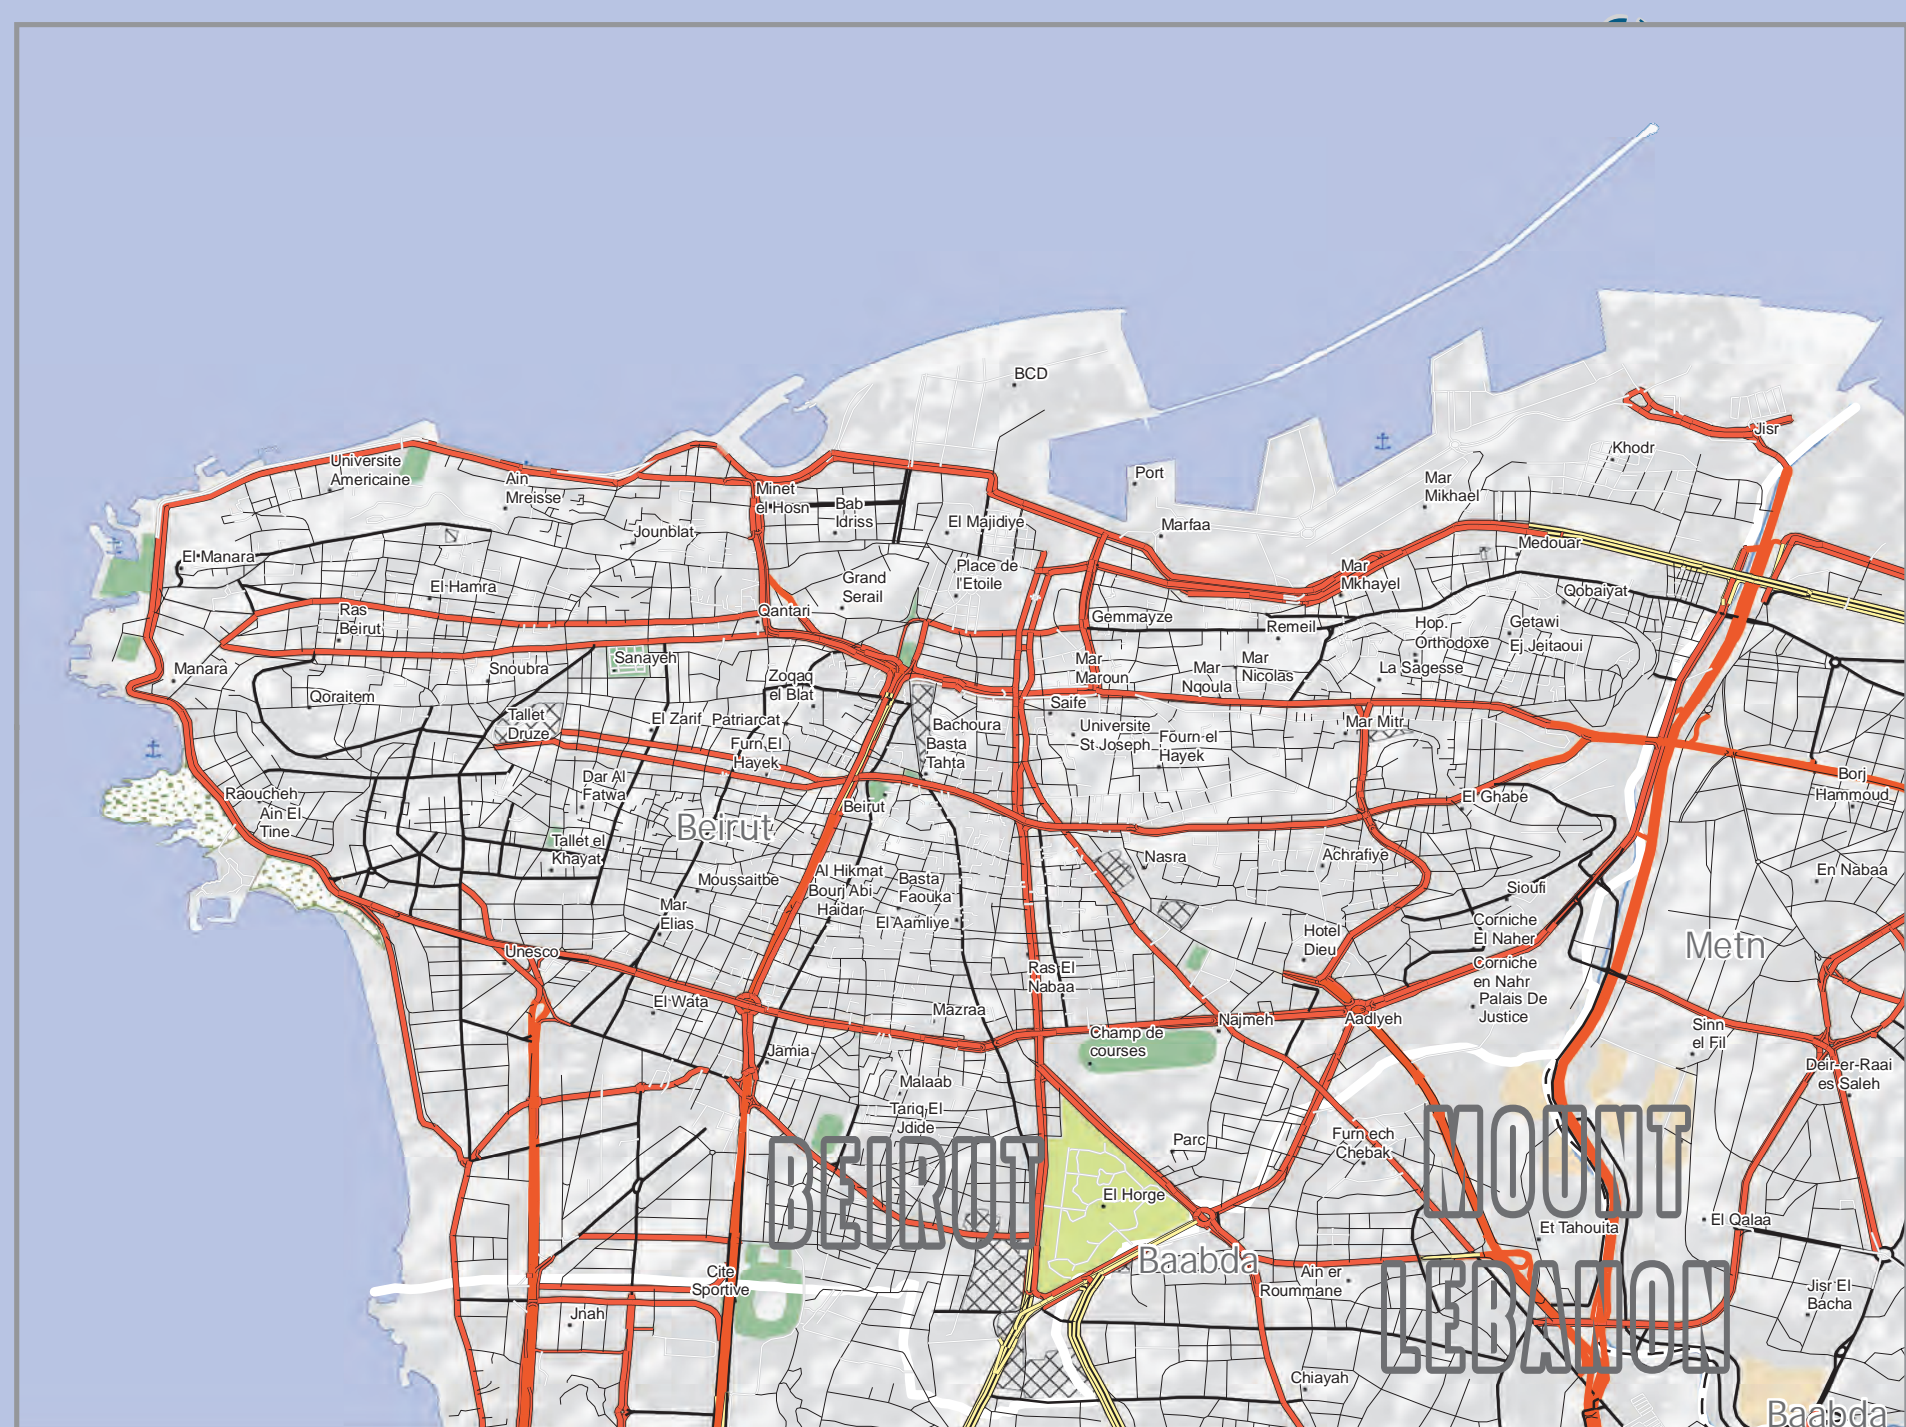 BCD
Jisr
Khodr
Universite
Americaine
Ain
Mreisse
Minet
el Hosn
Bab
Idriss
Port
Mar
Mikhael
Jounblat
El Majidiye
Marfaa
Medouar
El Manara
El Hamra
Grand
Serail
Place de
l'Etoile
Mar
Mkhayel
Qobaiyat
Ras
Beirut
Qantari
Gemmayze
Remeil
Hop.
Orthodoxe
Getawi
Ej Jeitaoui
Manara
Snoubra
Sanayeh
Zoqaq
el Blat
Mar
Maroun
Mar
Nqoula
Mar
Nicolas
La Sagesse
Qoraitem
Tallet
Druze
El Zarif
Patriarcat
Bachoura
Saife
Universite
St Joseph
Fourn-el
Hayek
Mar Mitr
Furn El
Hayek
Basta
Tahta
Raoucheh
Ain El
Tine
Dar Al
Fatwa
Beirut
Beirut
El Ghabe
Borj
Hammoud
Tallet el
Khayat
Moussaitbe
Al Hikmat
Bourj Abi
Haidar
Basta
Faouka
Nasra
Achrafiye
En Nabaa
Sioufi
Mar
Elias
El Aamliye
Hotel
Dieu
Corniche
El Naher
Metn
Unesco
Ras El
Nabaa
Corniche
en Nahr
El Wata
Mazraa
Champ de
courses
Najmeh
Aadlyeh
Palais De
Justice
Sinn
el Fil
Jamia
Deir-er-Raai
es Saleh
Malaab
Tariq El
Jdide
Parc
Furn ech
Chebak
MOUNT
LEBANON
BEIRUT
El Horge
Et Tahouita
El Qalaa
Baabda
Cite
Sportive
Ain er
Roummane
Jisr El
Bacha
Jnah
Chiayah
Baabda